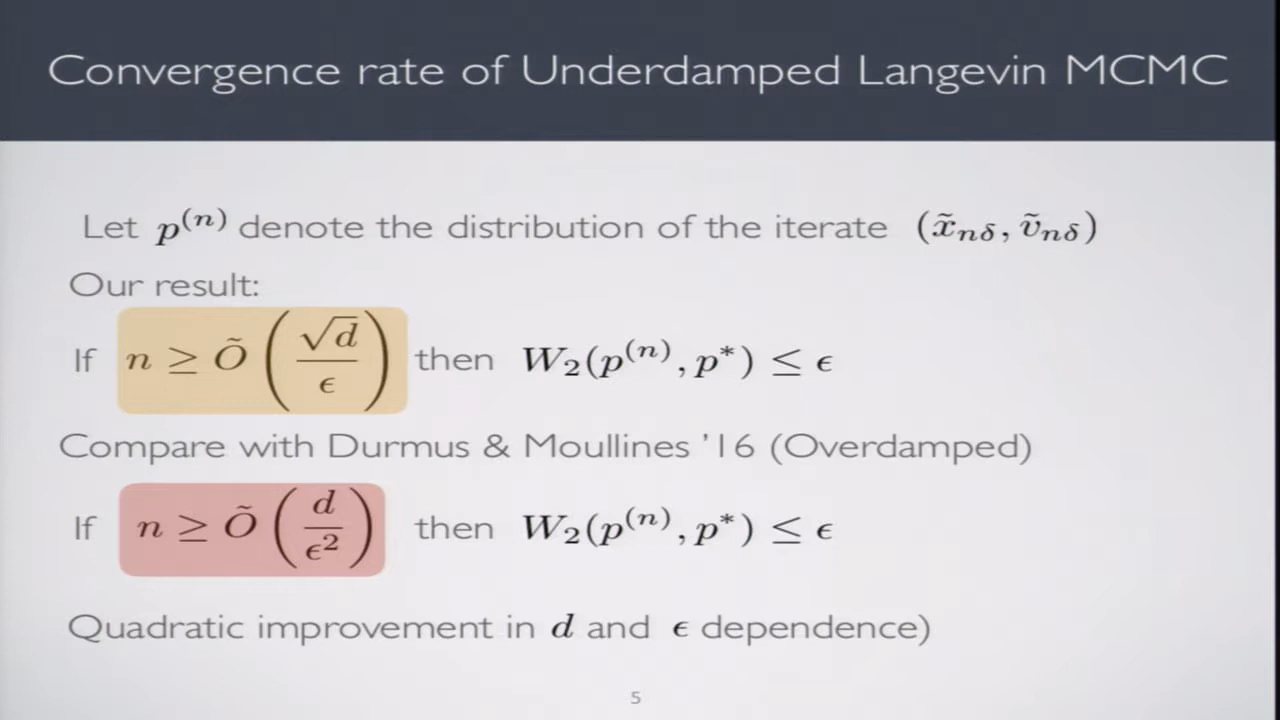 Convergence rate of Underdamped Langevin MCMC
Let p^(n) denote the distribution of the iterate (x̃_{nδ}, ṽ_{nδ})
Our result:
If n ≥ Õ(√d/ϵ) then W₂(p^(n), p*) ≤ ϵ
Compare with Durmus & Moullines '16 (Overdamped)
If n ≥ Õ(d/ϵ²) then W₂(p^(n), p*) ≤ ϵ
Quadratic improvement in d and ϵ dependence)
5